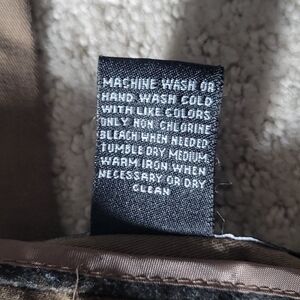 MACHINE WASH OR
HAND WASH COLD
WITH LIKE COLORS
ONLY NON CHLORINE
BLEACH WHEN NEEDED
TUMBLE DRY MEDIUM
WARM IRON WHEN
NECESSARY OR DRY
CLEAN